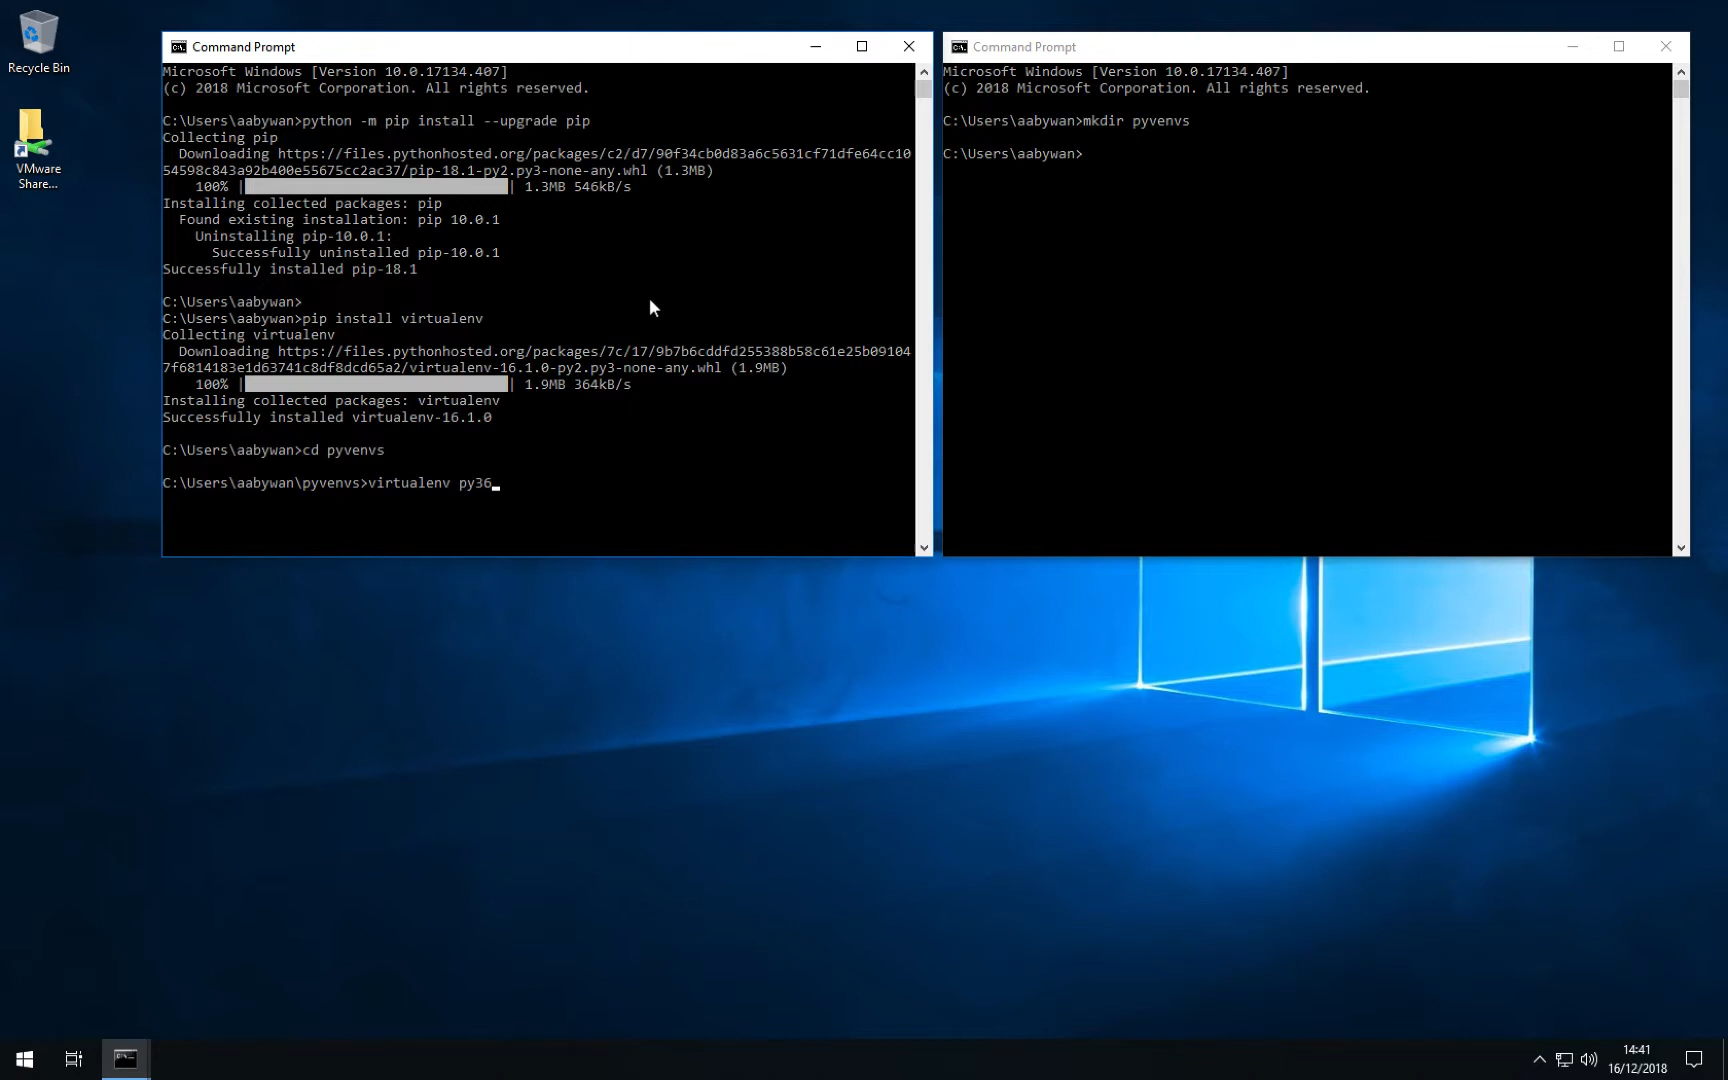 Recycle Bin
VMware
Share...
Command Prompt
Microsoft Windows [Version 10.0.17134.407]
(c) 2018 Microsoft Corporation. All rights reserved.
C:\Users\aabywan>python -m pip install --upgrade pip
Collecting pip
Downloading https://files.pythonhosted.org/packages/c2/d7/90f34cb0d83a6c5631cf71dfe64cc10
54598c843a92b400e55675cc2ac37/pip-18.1-py2.py3-none-any.whl (1.3MB)
100% | | 1.3MB 546kB/s
Installing collected packages: pip
Found existing installation: pip 10.0.1
Uninstalling pip-10.0.1:
Successfully uninstalled pip-10.0.1
Successfully installed pip-18.1
C:\Users\aabywan>
C:\Users\aabywan>pip install virtualenv
Collecting virtualenv
Downloading https://files.pythonhosted.org/packages/7c/17/9b7b6cddfd255388b58c61e25b09104
7f6814183e1d63741c8df8dcd65a2/virtualenv-16.1.0-py2.py3-none-any.whl (1.9MB)
100% | | 1.9MB 364kB/s
Installing collected packages: virtualenv
Successfully installed virtualenv-16.1.0
C:\Users\aabywan>cd pyvenvs
C:\Users\aabywan\pyvenvs>virtualenv py36_
Command Prompt
Microsoft Windows [Version 10.0.17134.407]
(c) 2018 Microsoft Corporation. All rights reserved.
C:\Users\aabywan>mkdir pyvenvs
C:\Users\aabywan>
14:41
16/12/2018